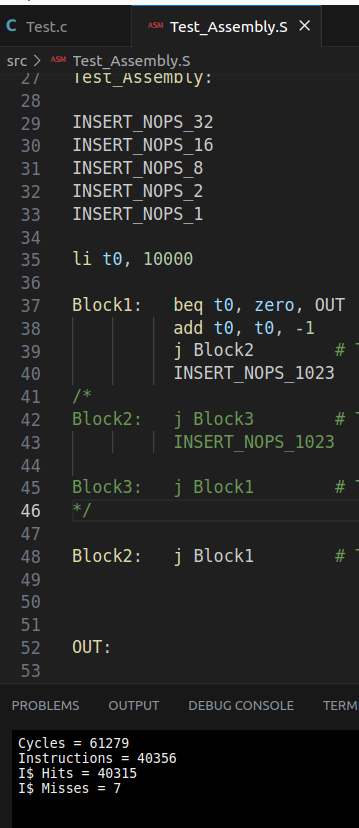 C Test.c
ASM Test_Assembly.S ×
src > ASM Test_Assembly.S
27 Test_Assembly:
28
29 INSERT_NOPS_32
30 INSERT_NOPS_16
31 INSERT_NOPS_8
32 INSERT_NOPS_2
33 INSERT_NOPS_1
34
35 li t0, 10000
36
37 Block1: beq t0, zero, OUT
38 add t0, t0, -1
39 j Block2 # T
40 INSERT_NOPS_1023
41 /*
42 Block2: j Block3 # T
43 INSERT_NOPS_1023
44
45 Block3: j Block1 # T
46 */
47
48 Block2: j Block1 # T
49
50
51
52 OUT:
53
PROBLEMS OUTPUT DEBUG CONSOLE TERM
Cycles = 61279
Instructions = 40356
I$ Hits = 40315
I$ Misses = 7